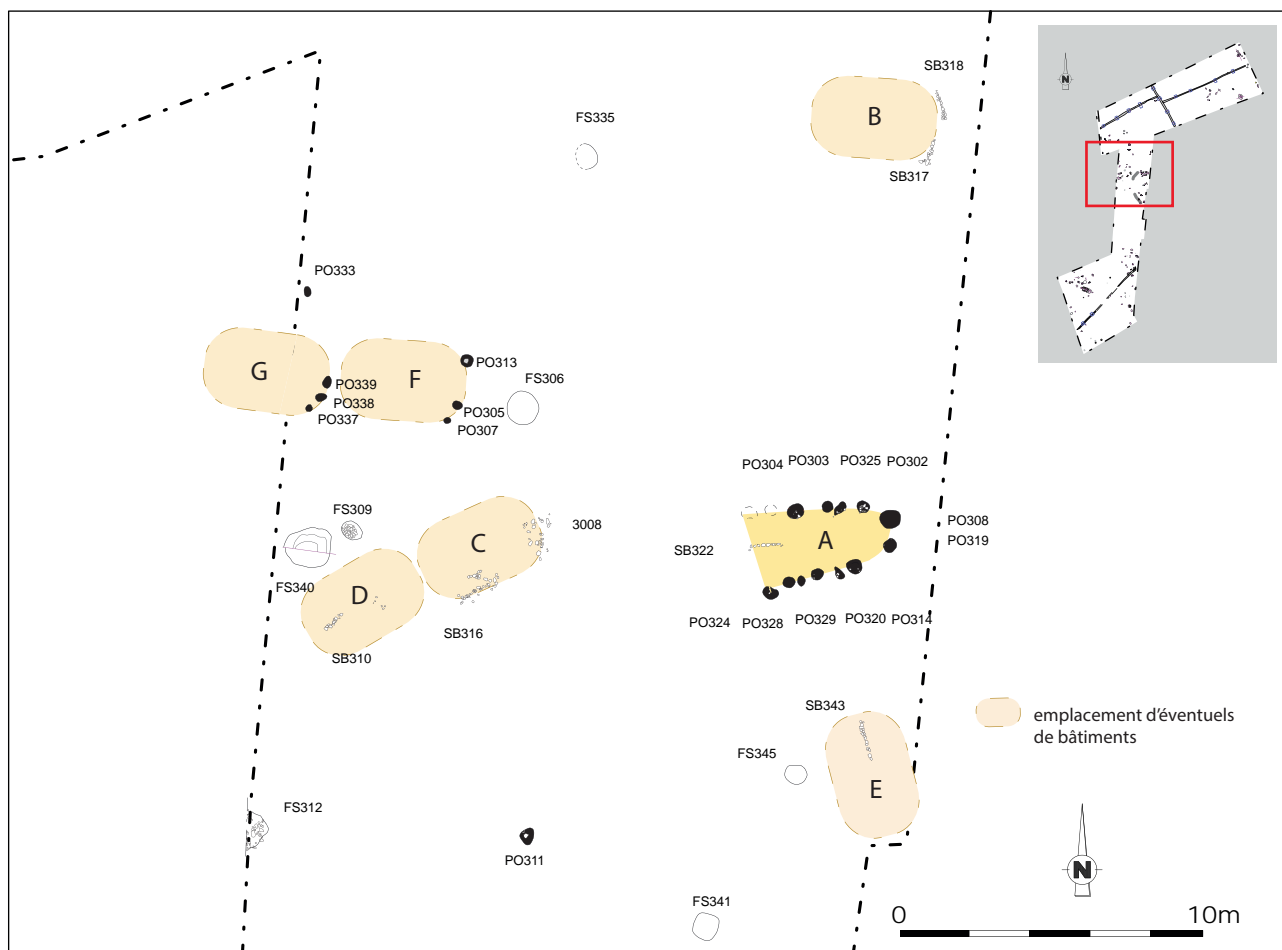 N
SB318
B
FS335
SB317
PO333
G
F
PO313
FS306
PO339
PO338
PO305
PO337
PO307
PO304
PO303
PO325
PO302
FS309
3008
C
PO308
SB322
A
PO319
FS340
D
PO324
PO328
PO329
PO320
PO314
SB316
SB310
SB343
emplacement d'éventuels
de bâtiments
FS345
E
FS312
PO311
N
FS341
0
10m